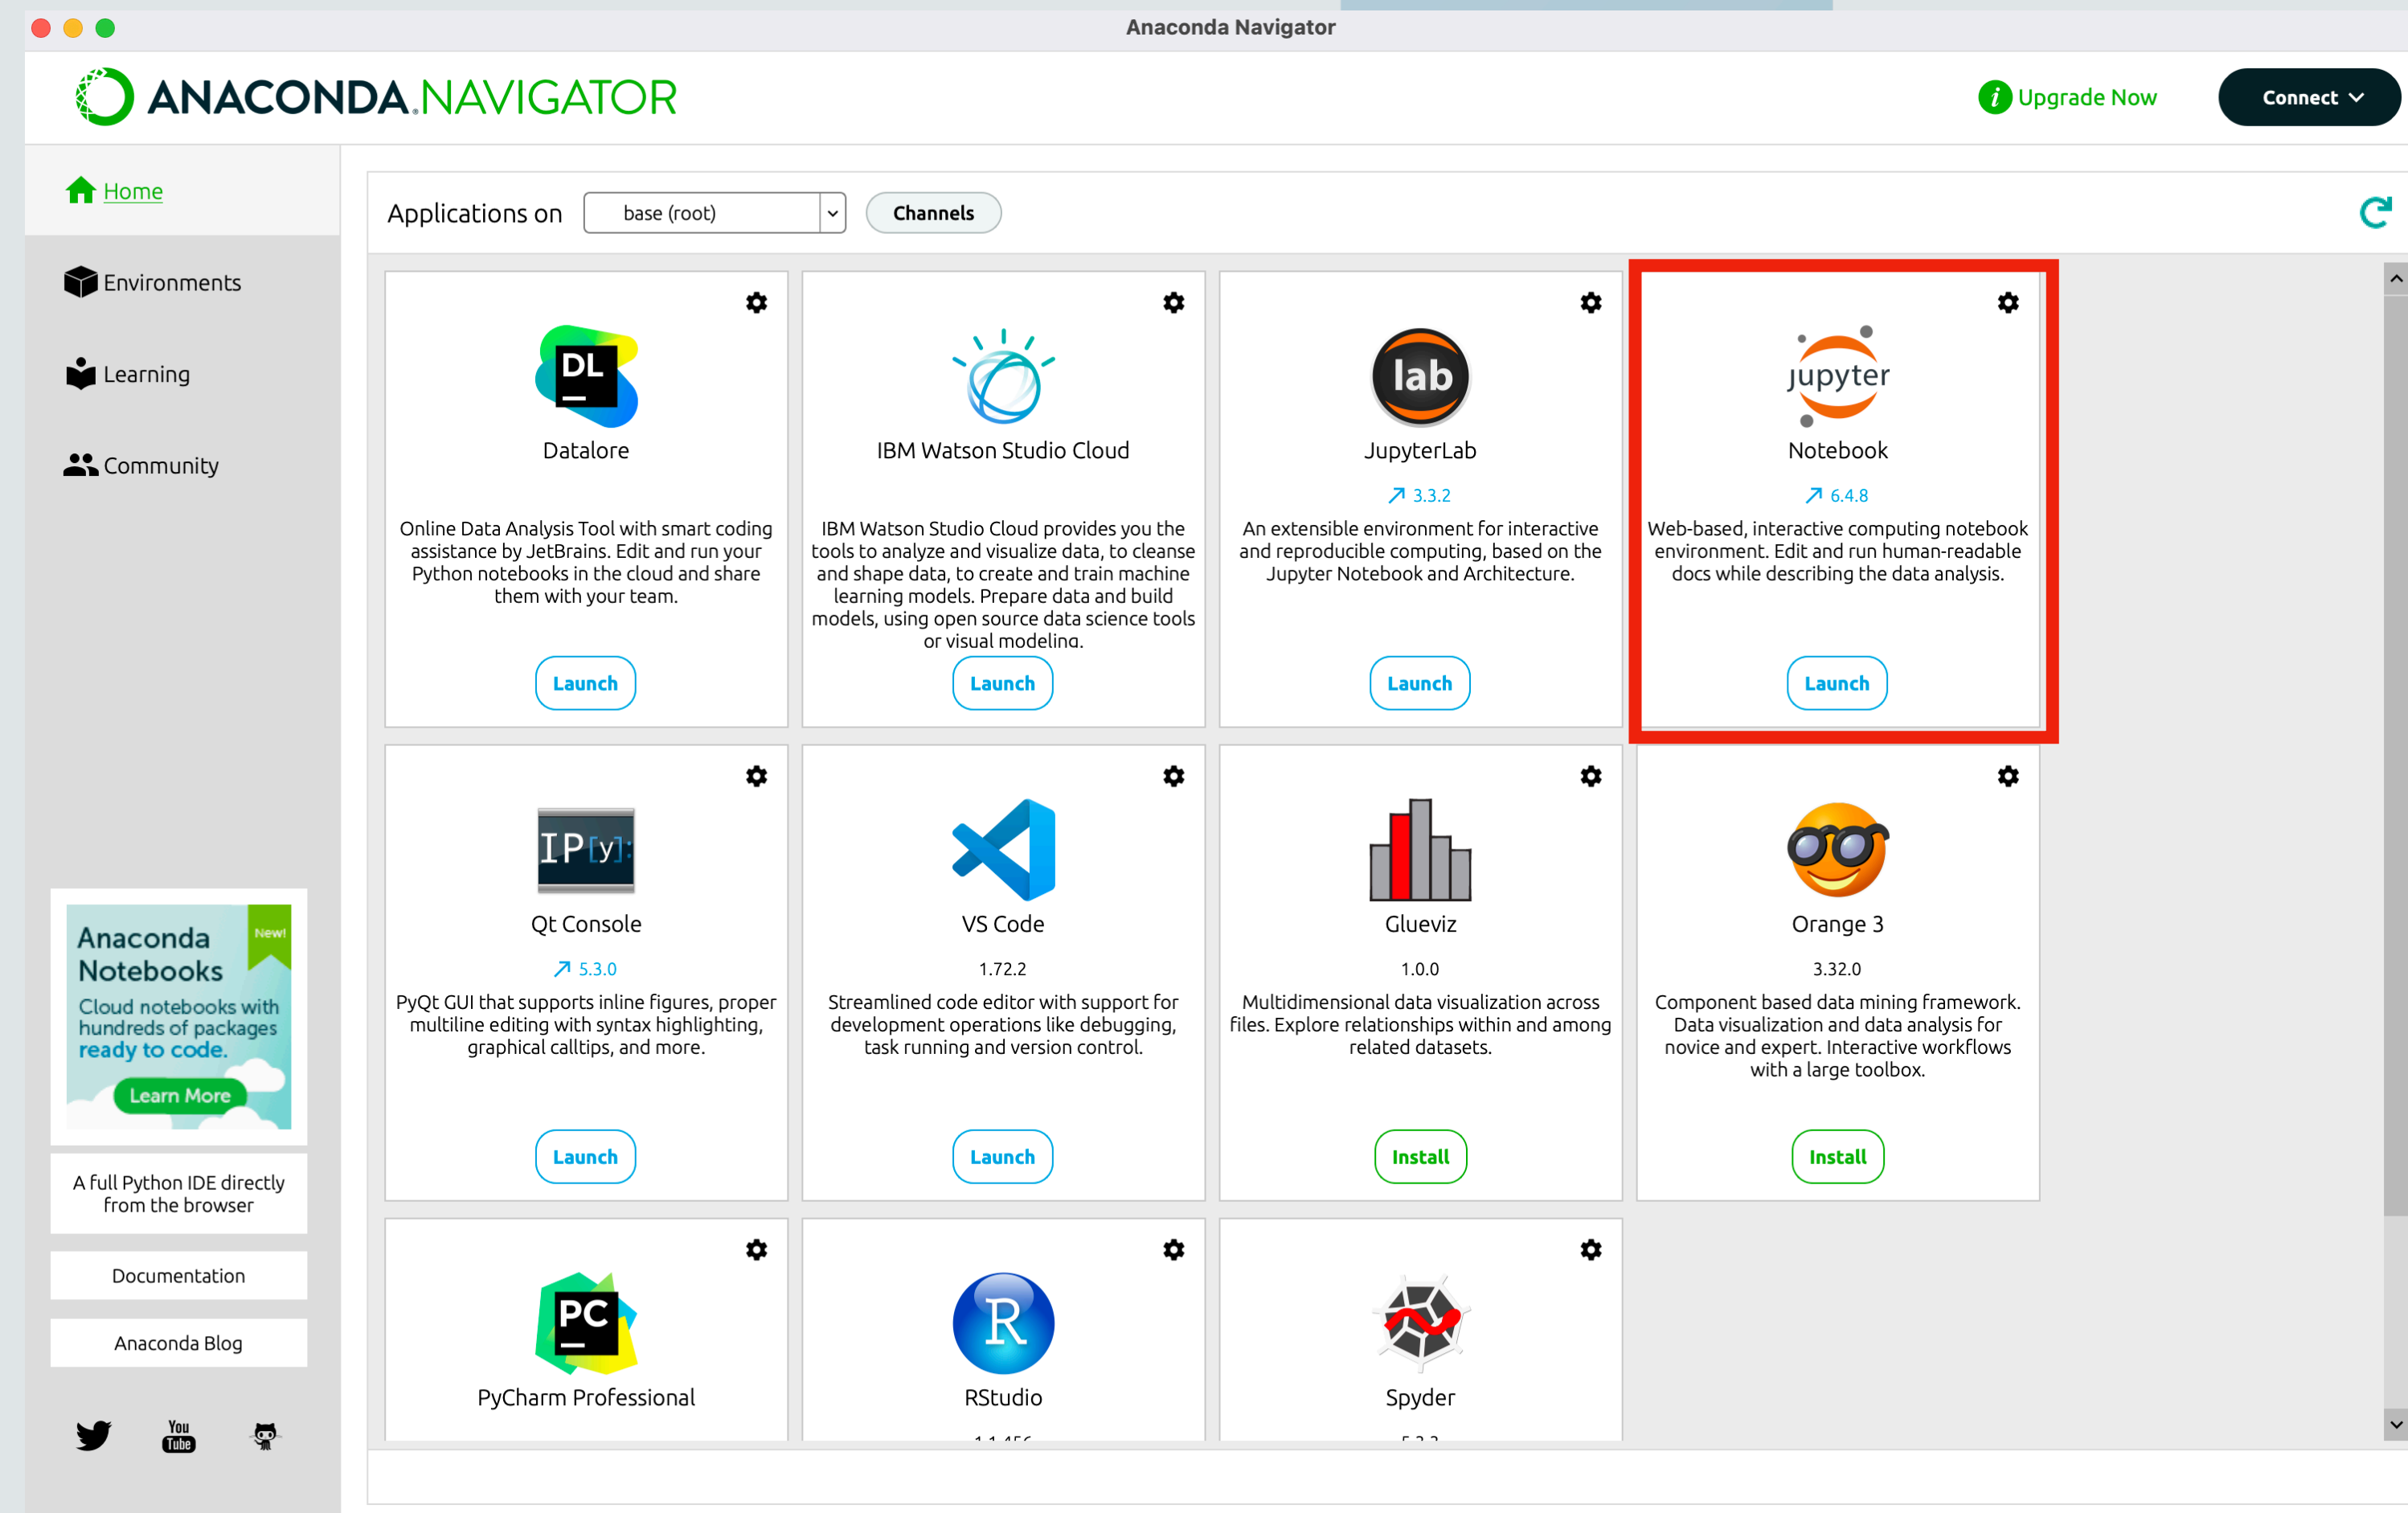 Anaconda Navigator
ANACONDA.NAVIGATOR
Upgrade Now
Connect
Home
Environments
Learning
Community
Applications on
base (root)
Channels
DL
Datalore
Online Data Analysis Tool with smart coding
assistance by JetBrains. Edit and run your
Python notebooks in the cloud and share
them with your team.
Launch
IBM Watson Studio Cloud
IBM Watson Studio Cloud provides you the
tools to analyze and visualize data, to cleanse
and shape data, to create and train machine
learning models. Prepare data and build
models, using open source data science tools
or visual modeling.
Launch
lab
JupyterLab
3.3.2
An extensible environment for interactive
and reproducible computing, based on the
Jupyter Notebook and Architecture.
Launch
jupyter
Notebook
6.4.8
Web-based, interactive computing notebook
environment. Edit and run human-readable
docs while describing the data analysis.
Launch
IP[y]:
Qt Console
5.3.0
PyQt GUI that supports inline figures, proper
multiline editing with syntax highlighting,
graphical calltips, and more.
Launch
VS Code
1.72.2
Streamlined code editor with support for
development operations like debugging,
task running and version control.
Launch
Glueviz
1.0.0
Multidimensional data visualization across
files. Explore relationships within and among
related datasets.
Install
Orange 3
3.32.0
Component based data mining framework.
Data visualization and data analysis for
novice and expert. Interactive workflows
with a large toolbox.
Install
PC
PyCharm Professional
R
RStudio
Spyder
Anaconda
Notebooks
New!
Cloud notebooks with
hundreds of packages
ready to code.
Learn More
A full Python IDE directly
from the browser
Documentation
Anaconda Blog
You
Tube